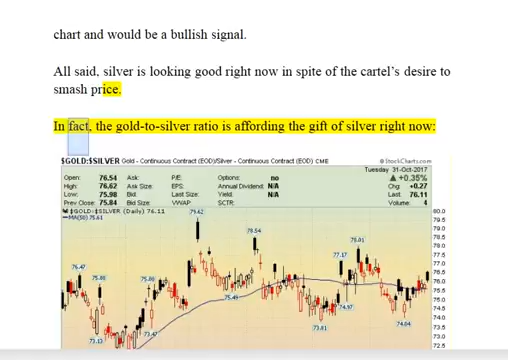 chart and would be a bullish signal.
All said, silver is looking good right now in spite of the cartel's desire to
smash price.
In fact, the gold-to-silver ratio is affording the gift of silver right now:
$GOLD:$SILVER Gold - Continuous Contract (EOD)/Silver - Continuous Contract (EOD) CME © StockCharts.com
Tuesday 31-Oct-2017
Open: 76.54 Ask: P/E: Options: no ▲ +0.35%
High: 76.62 Ask Size: EPS: Annual Dividend: N/A Chg: +0.27
Low: 75.98 Bid: Last Size: Yield: N/A Last: 76.11
Prev Close: 75.84 Bid Size: VWAP: SCTR: Volume: 4
$GOLD:$SILVER (Daily) 76.11
MA(50) 75.61
79.62
78.54
78.01
77.17
76.47
75.88
75.88
75.49
74.97
74.04
73.81
73.47
73.13
80.0
79.5
79.0
78.5
78.0
77.5
77.0
76.5
76.0
75.5
75.0
74.5
74.0
73.5
73.0
72.5